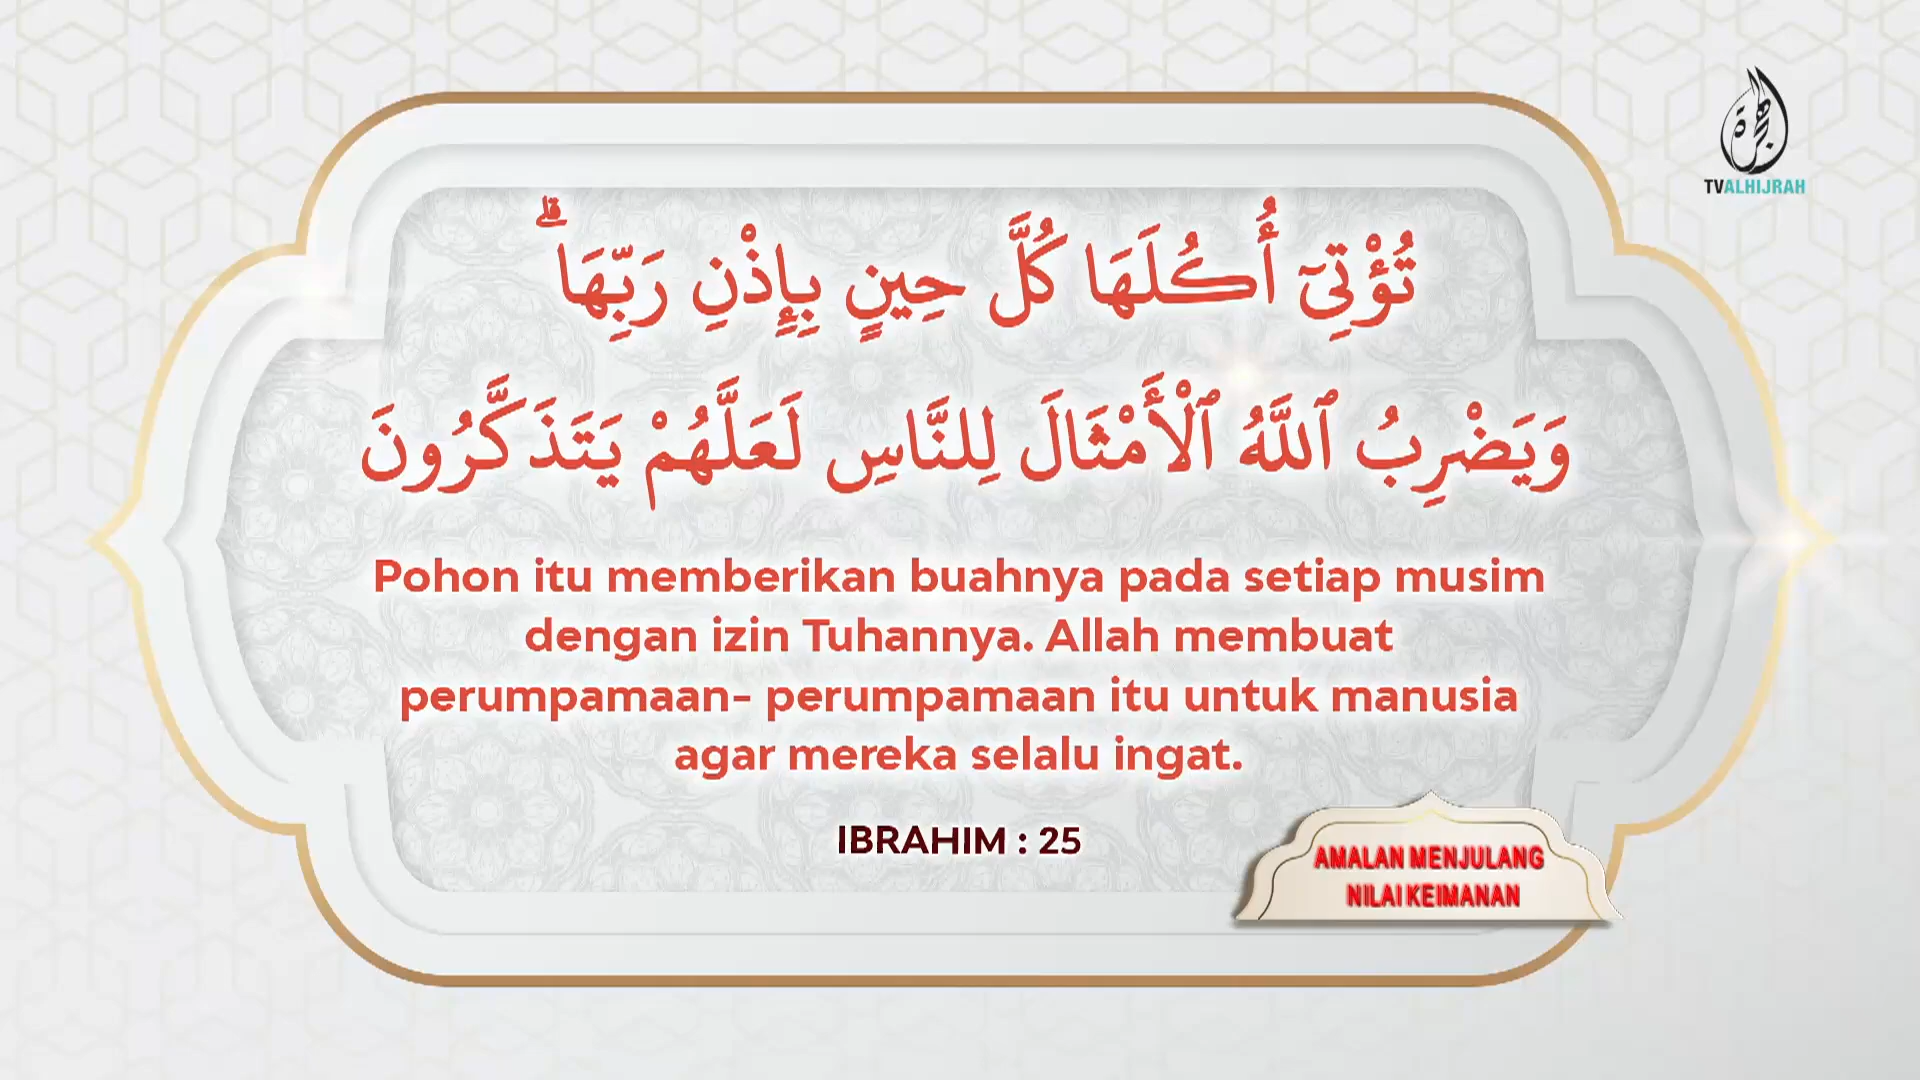 الهجرة
TVALHIJRAH
تُؤْتِىٓ أُكُلَهَا كُلَّ حِينٍۭ بِإِذْنِ رَبِّهَا ۗ
وَيَضْرِبُ ٱللَّهُ ٱلْأَمْثَالَ لِلنَّاسِ لَعَلَّهُمْ يَتَذَكَّرُونَ
Pohon itu memberikan buahnya pada setiap musim
dengan izin Tuhannya. Allah membuat
perumpamaan- perumpamaan itu untuk manusia
agar mereka selalu ingat.
IBRAHIM : 25
AMALAN MENJULANG
NILAI KEIMANAN